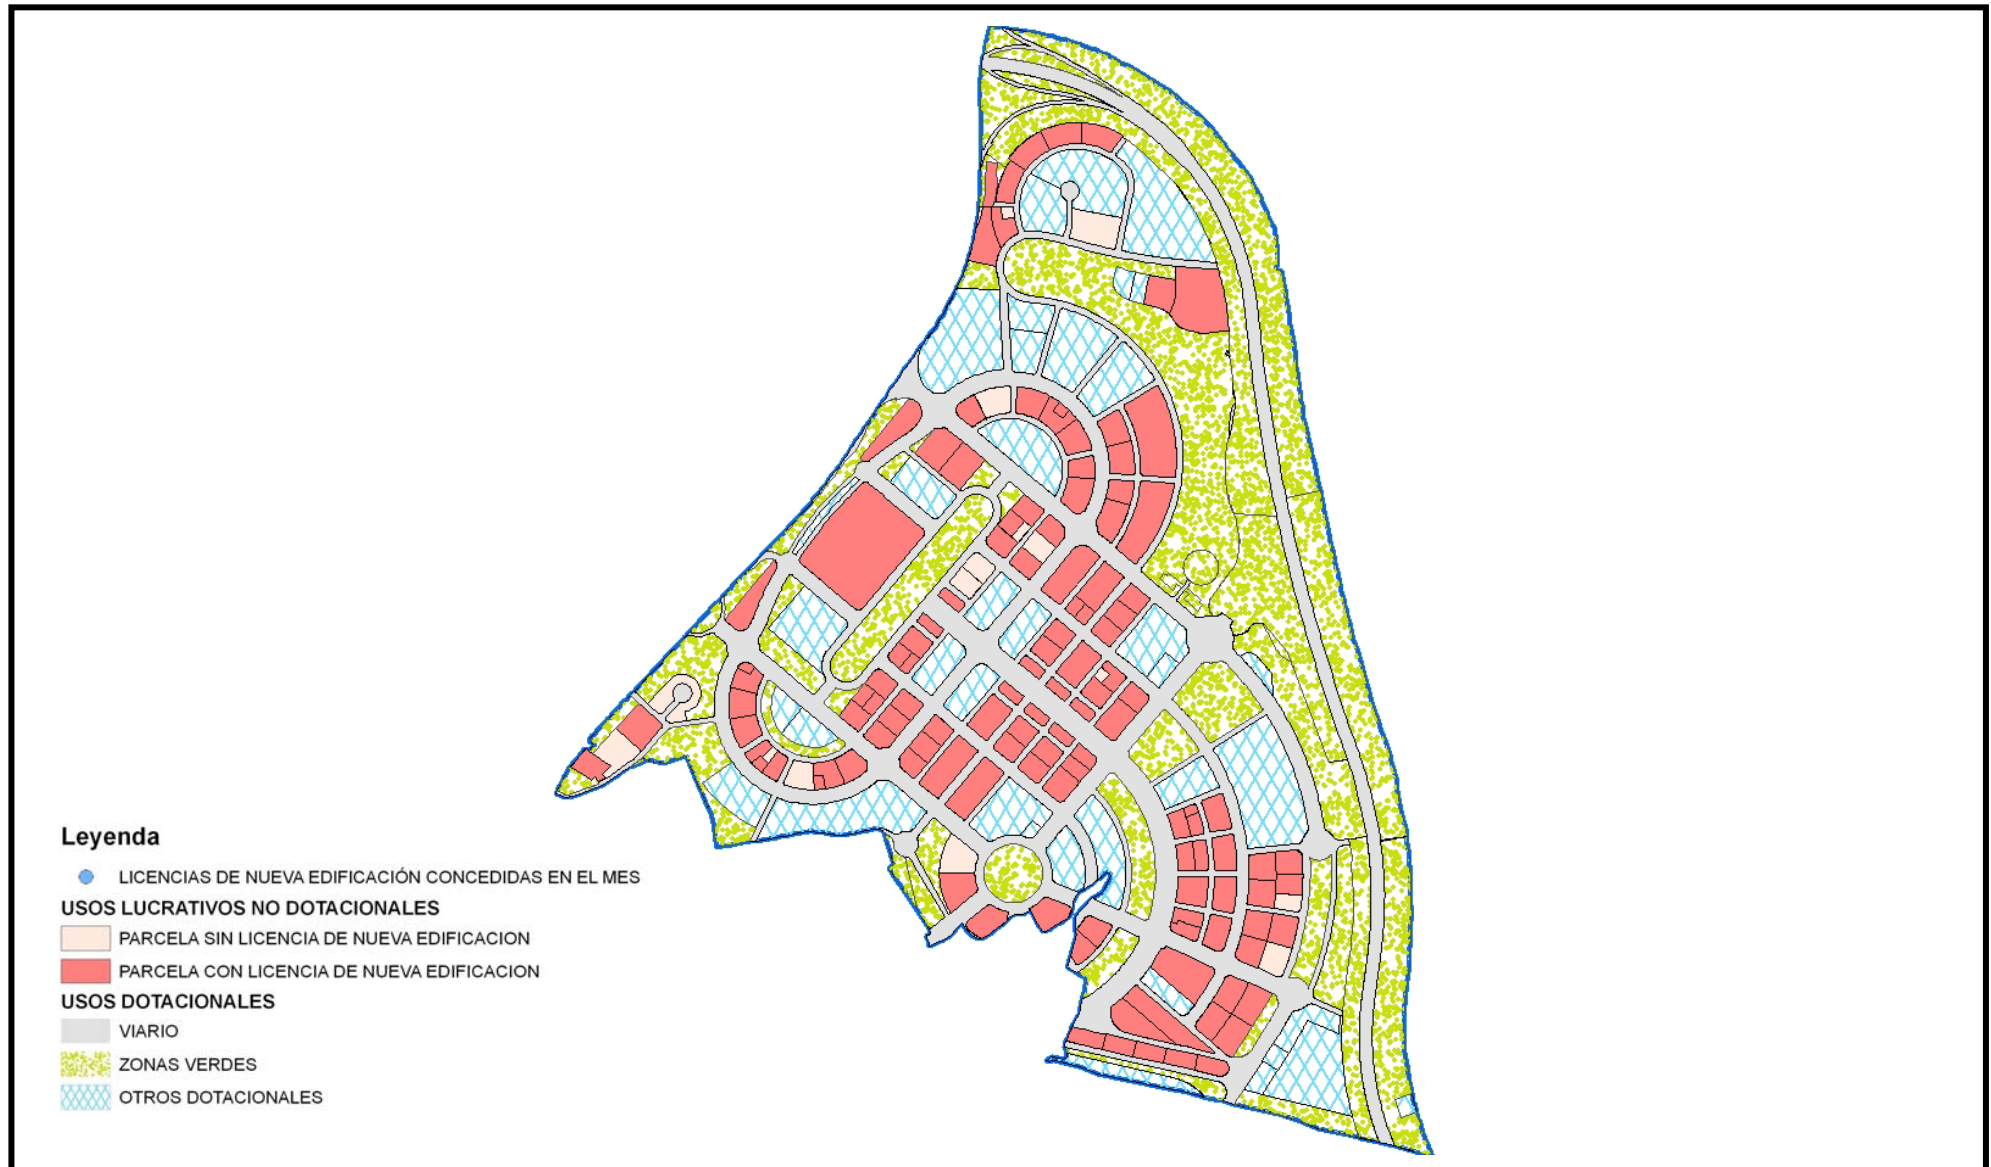 Leyenda
LICENCIAS DE NUEVA EDIFICACIÓN CONCEDIDAS EN EL MES
USOS LUCRATIVOS NO DOTACIONALES
PARCELA SIN LICENCIA DE NUEVA EDIFICACION
PARCELA CON LICENCIA DE NUEVA EDIFICACION
USOS DOTACIONALES
VIARIO
ZONAS VERDES
OTROS DOTACIONALES